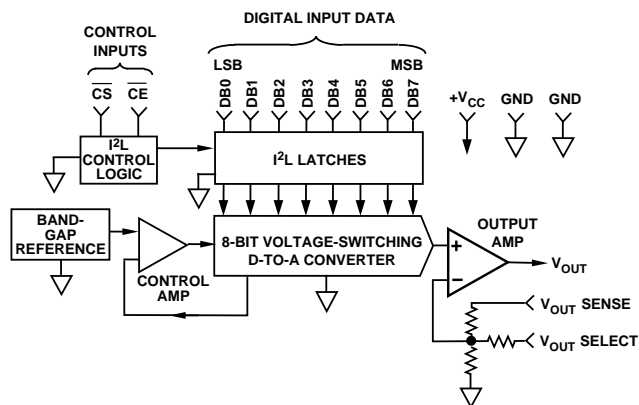 DIGITAL INPUT DATA
CONTROL
INPUTS
CS CE
LSB MSB
DB0 DB1 DB2 DB3 DB4 DB5 DB6 DB7
+VCC GND GND
I2L
CONTROL
LOGIC
I2L LATCHES
BAND-
GAP
REFERENCE
CONTROL
AMP
8-BIT VOLTAGE-SWITCHING
D-TO-A CONVERTER
OUTPUT
AMP
+
–
VOUT
VOUT SENSE
VOUT SELECT